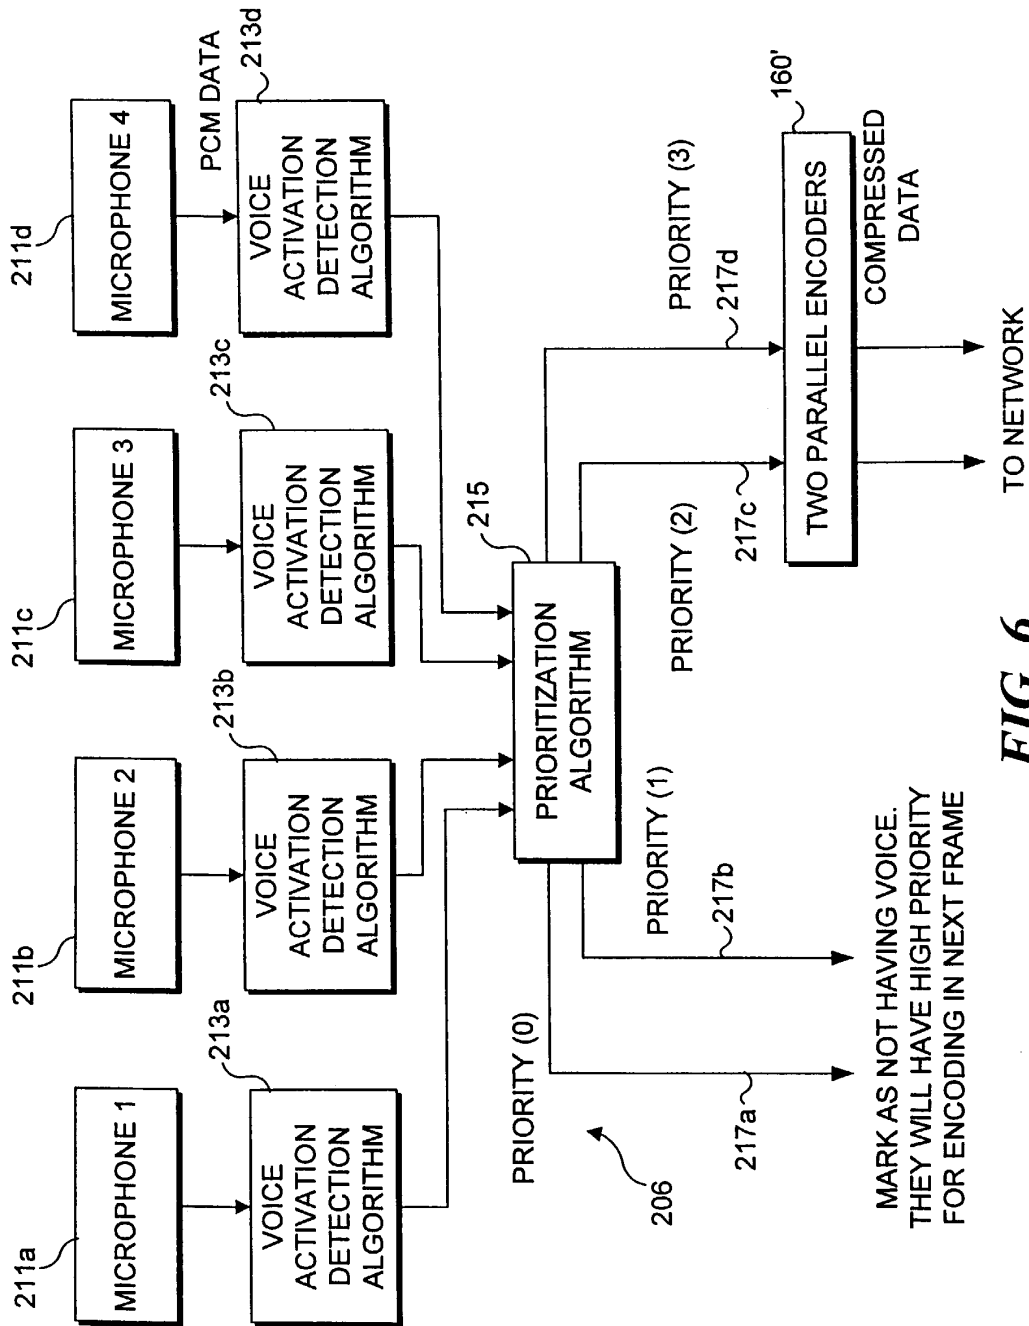 211a
211b
211c
211d
MICROPHONE 1
MICROPHONE 2
MICROPHONE 3
MICROPHONE 4
PCM DATA
213a
213b
213c
213d
VOICE
ACTIVATION
DETECTION
ALGORITHM
VOICE
ACTIVATION
DETECTION
ALGORITHM
VOICE
ACTIVATION
DETECTION
ALGORITHM
VOICE
ACTIVATION
DETECTION
ALGORITHM
215
PRIORITIZATION
ALGORITHM
206
PRIORITY (0)
PRIORITY (1)
PRIORITY (2)
PRIORITY (3)
217a
217b
217c
217d
160'
TWO PARALLEL ENCODERS
COMPRESSED
DATA
MARK AS NOT HAVING VOICE.
THEY WILL HAVE HIGH PRIORITY
FOR ENCODING IN NEXT FRAME
TO NETWORK
FIG. 6